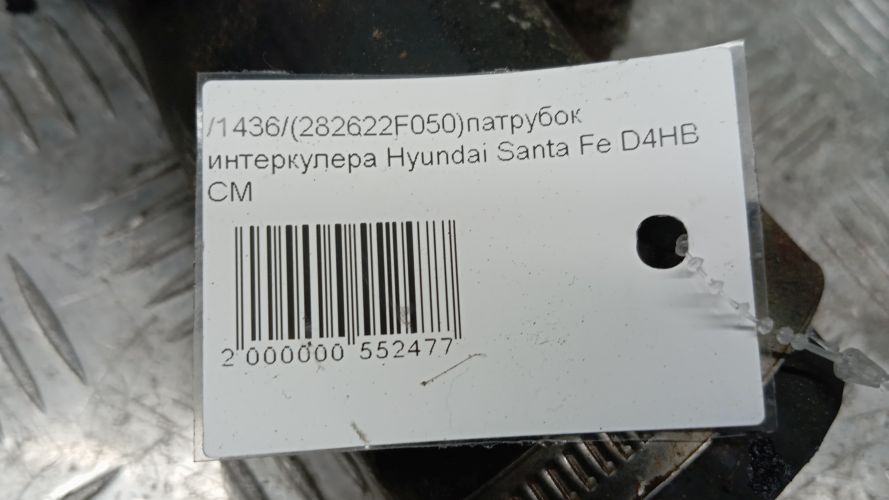 /1436/(282622F050)патрубок
интеркулера Hyundai Santa Fe D4HB
CM
2 000000 552477